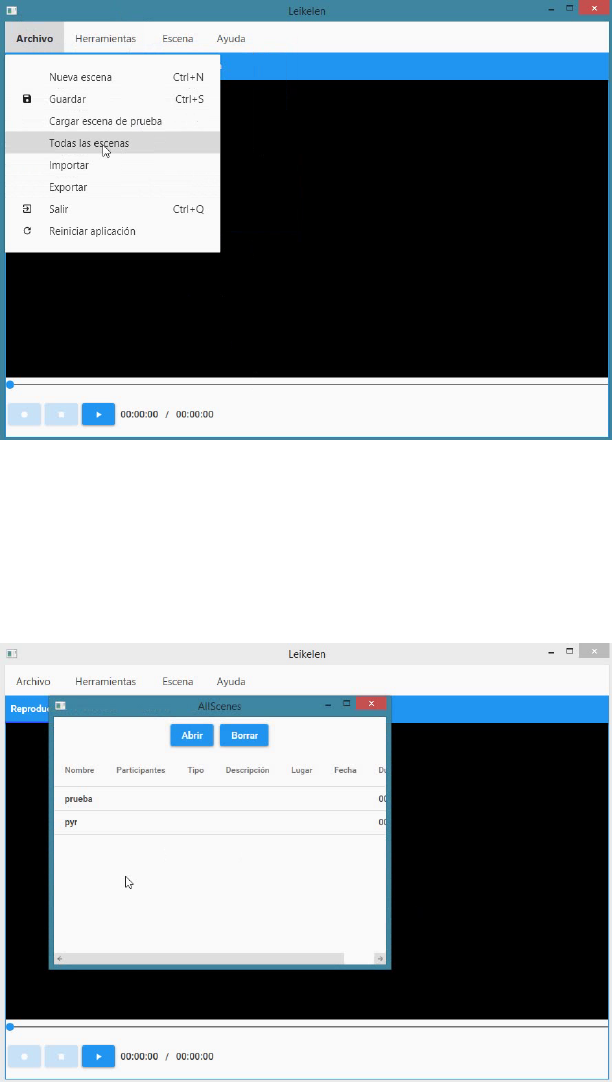 Leikelen
Archivo Herramientas Escena Ayuda
Nueva escena Ctrl+N
Guardar Ctrl+S
Cargar escena de prueba
Todas las escenas
Importar
Exportar
Salir Ctrl+Q
Reiniciar aplicación
00:00:00 / 00:00:00
Leikelen
Archivo Herramientas Escena Ayuda
Reproduc
AllScenes
Abrir Borrar
Nombre Participantes Tipo Descripción Lugar Fecha Du
prueba 00
pyr 00
00:00:00 / 00:00:00